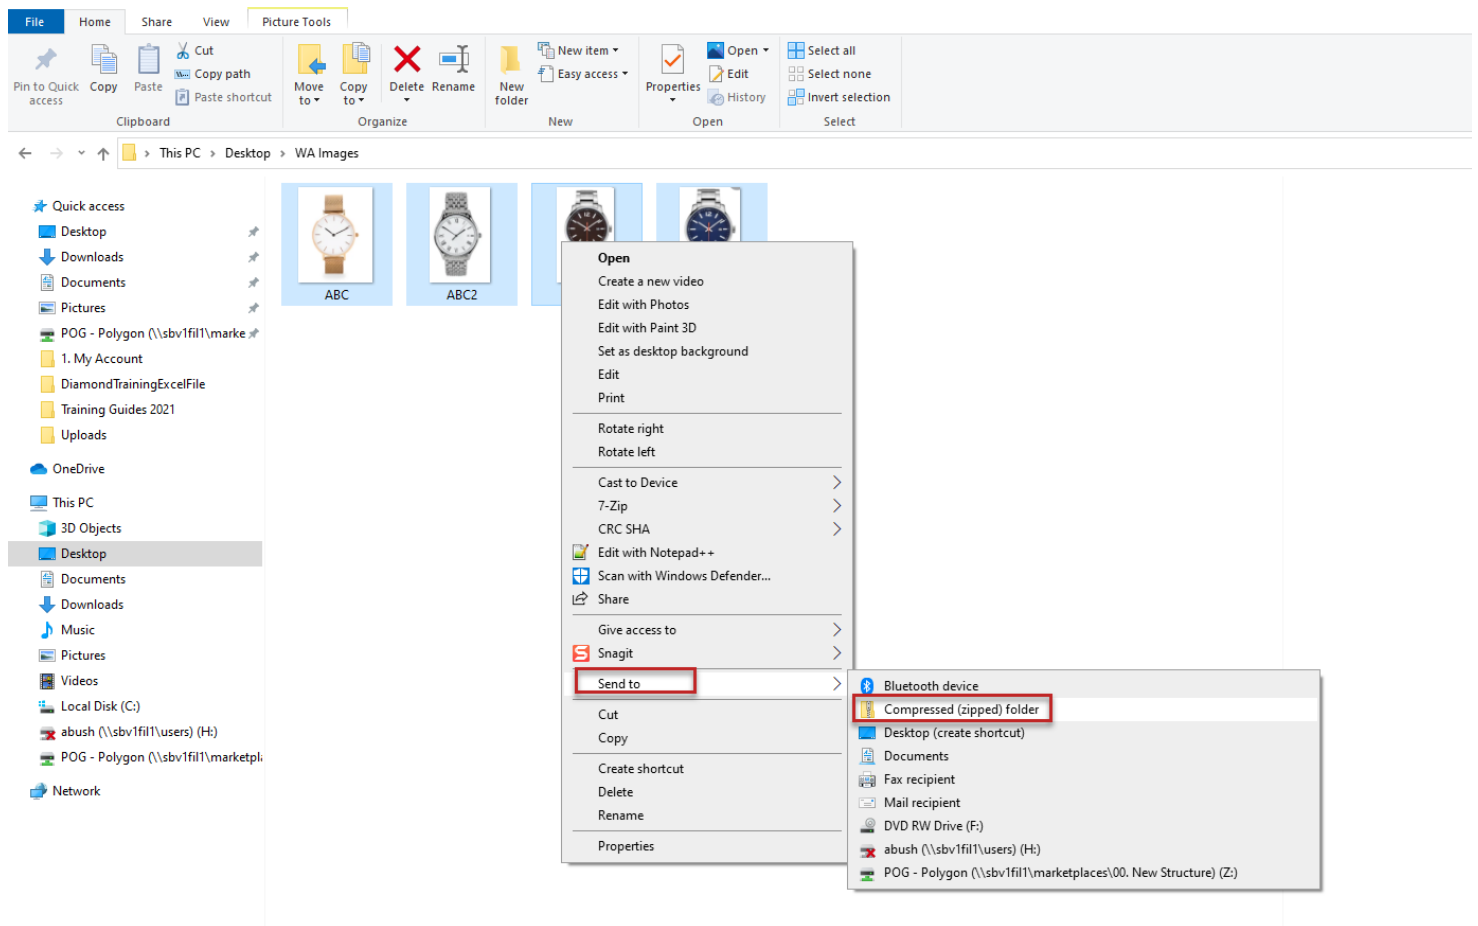 File Home Share View Picture Tools
Pin to Quick access
Copy
Paste
Cut
Copy path
Paste shortcut
Clipboard
Move to
Copy to
Delete
Rename
Organize
New folder
New item
Easy access
New
Properties
Open
Edit
History
Open
Select all
Select none
Invert selection
Select
This PC > Desktop > WA Images
Quick access
Desktop
Downloads
Documents
Pictures
POG - Polygon (\\sbv1fil1\marke
1. My Account
DiamondTrainingExcelFile
Training Guides 2021
Uploads
OneDrive
This PC
3D Objects
Desktop
Documents
Downloads
Music
Pictures
Videos
Local Disk (C:)
abush (\\sbv1fil1\users) (H:)
POG - Polygon (\\sbv1fil1\marketpl
Network
ABC
ABC2
Open
Create a new video
Edit with Photos
Edit with Paint 3D
Set as desktop background
Edit
Print
Rotate right
Rotate left
Cast to Device
7-Zip
CRC SHA
Edit with Notepad++
Scan with Windows Defender...
Share
Give access to
Snagit
Send to
Cut
Copy
Create shortcut
Delete
Rename
Properties
Bluetooth device
Compressed (zipped) folder
Desktop (create shortcut)
Documents
Fax recipient
Mail recipient
DVD RW Drive (F:)
abush (\\sbv1fil1\users) (H:)
POG - Polygon (\\sbv1fil1\marketplaces\00. New Structure) (Z:)